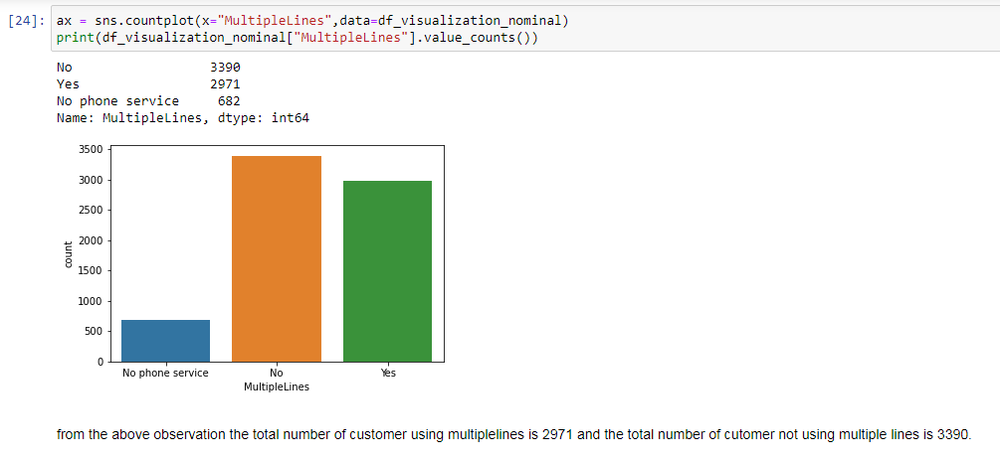 [24]: ax = sns.countplot(x="MultipleLines",data=df_visualization_nominal)
print(df_visualization_nominal["MultipleLines"].value_counts())
No 3390
Yes 2971
No phone service 682
Name: MultipleLines, dtype: int64
3500
3000
2500
2000
1500
1000
500
0
count
No phone service No Yes
MultipleLines
from the above observation the total number of customer using multiplelines is 2971 and the total number of cutomer not using multiple lines is 3390.